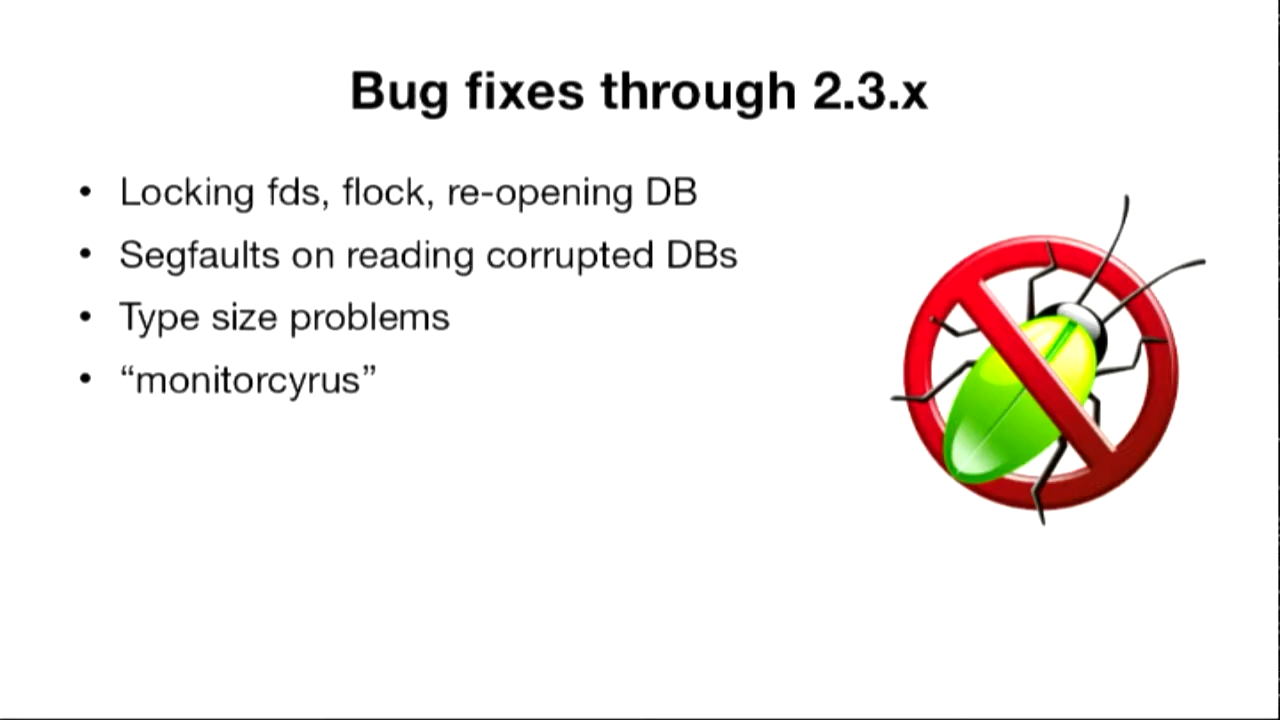 Bug fixes through 2.3.x
• Locking fds, flock, re-opening DB
• Segfaults on reading corrupted DBs
• Type size problems
• “monitorcyrus”